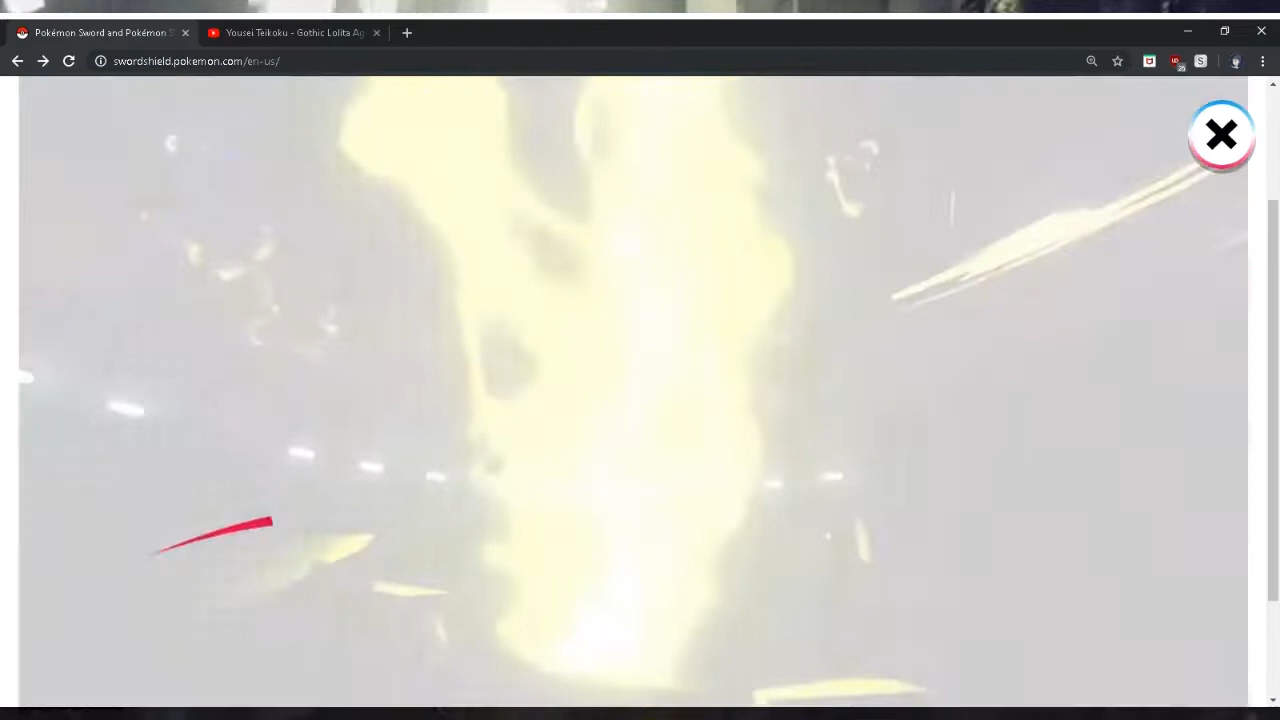 Pokémon Sword and Pokémon S
Yousei Teikoku - Gothic Lolita Ag
swordshield.pokemon.com/en-us/